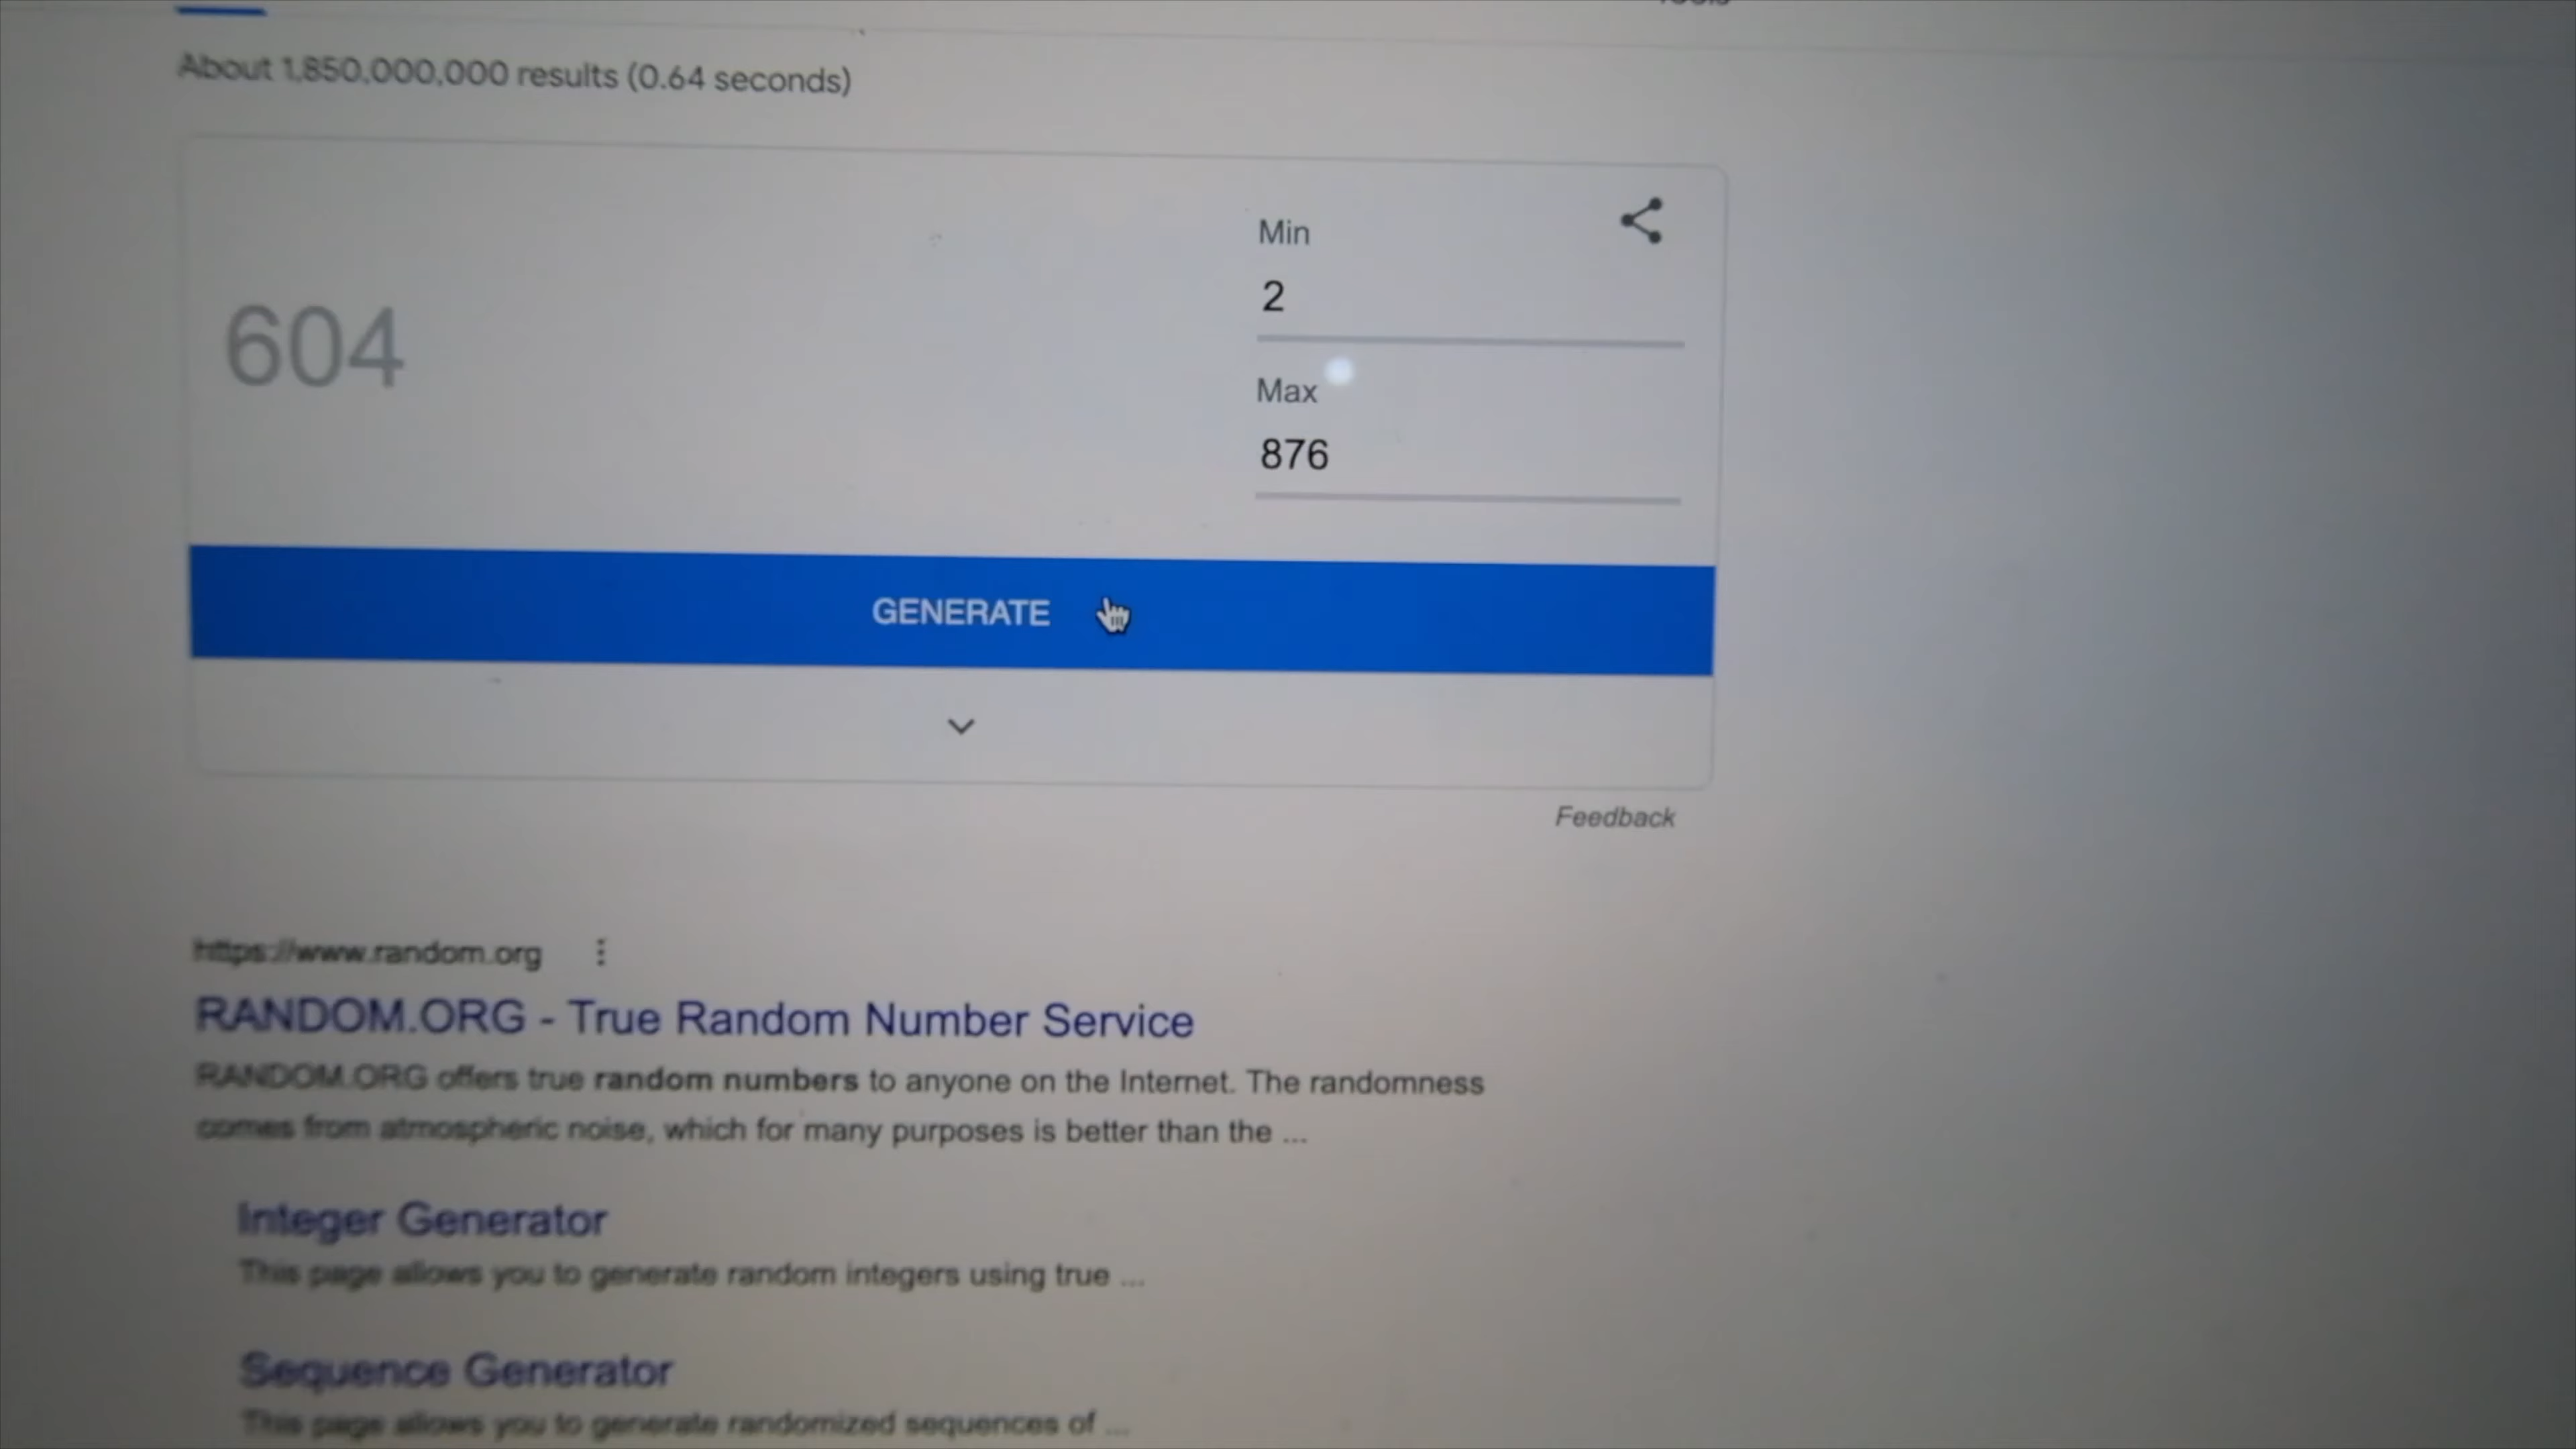 About 1,850,000,000 results (0.64 seconds)
Min
2
604
Max
876
GENERATE
Feedback
https://www.random.org
RANDOM.ORG - True Random Number Service
RANDOM.ORG offers true random numbers to anyone on the Internet. The randomness
comes from atmospheric noise, which for many purposes is better than the ...
Integer Generator
This page allows you to generate random integers using true ...
Sequence Generator
This page allows you to generate randomized sequences of ...